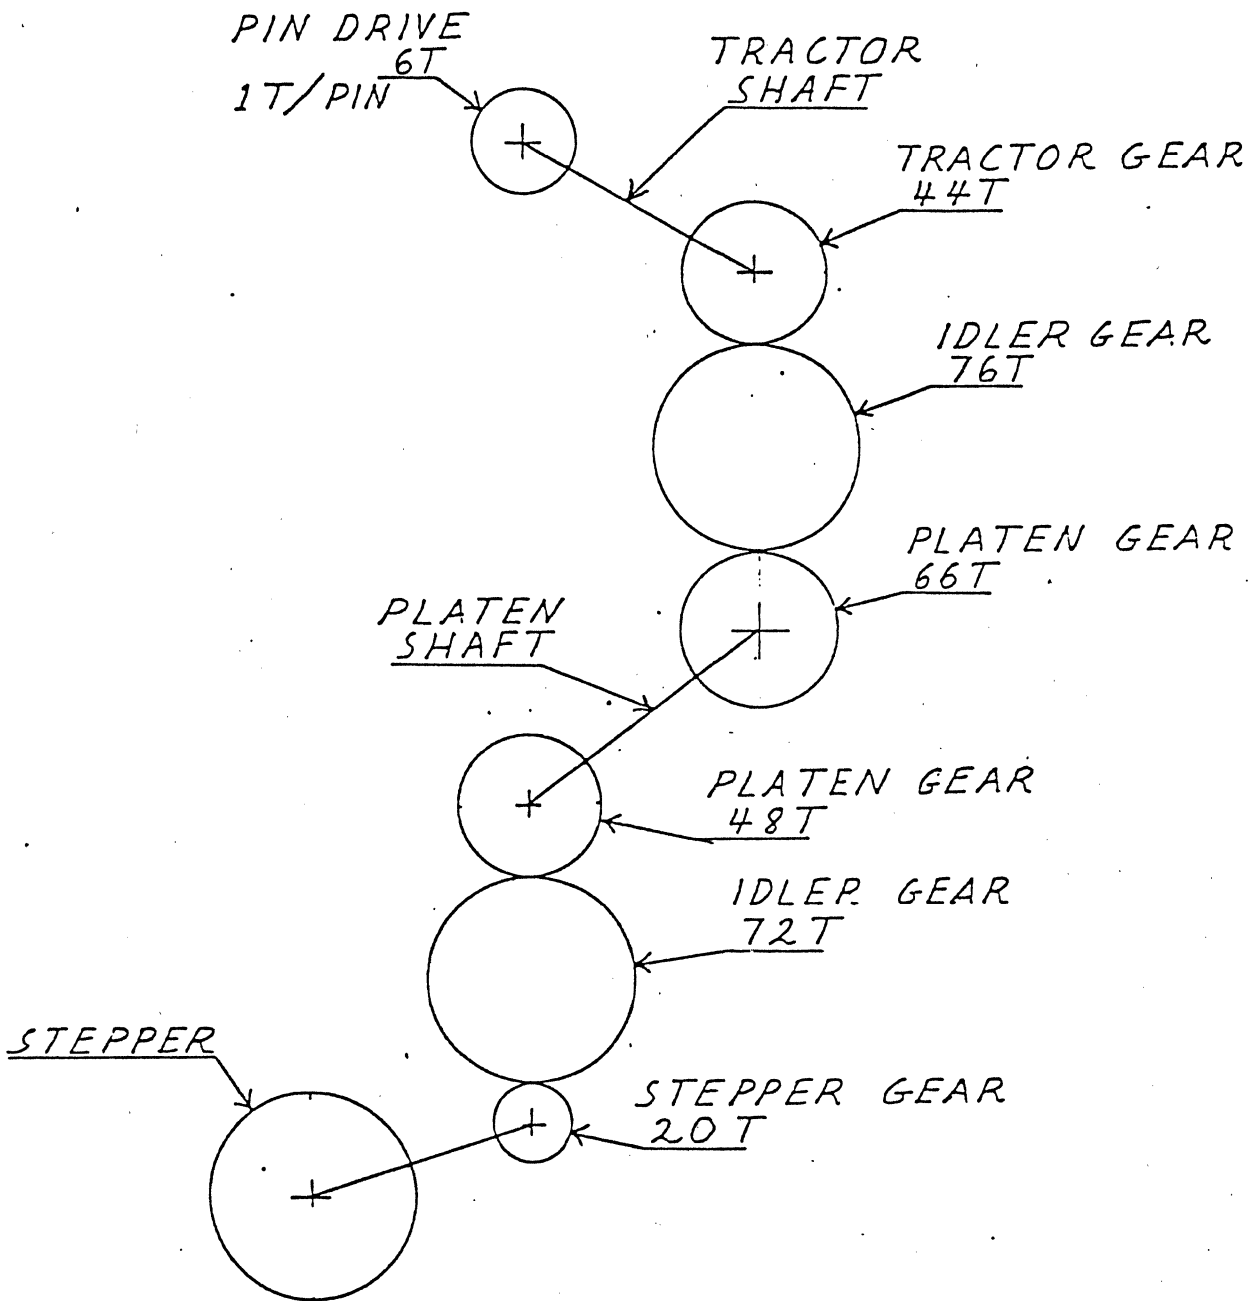 PIN DRIVE
6T
1T/PIN
TRACTOR
SHAFT
TRACTOR GEAR
44T
IDLER GEAR
76T
PLATEN GEAR
66T
PLATEN
SHAFT
PLATEN GEAR
48T
IDLER GEAR
72T
STEPPER
STEPPER GEAR
20T